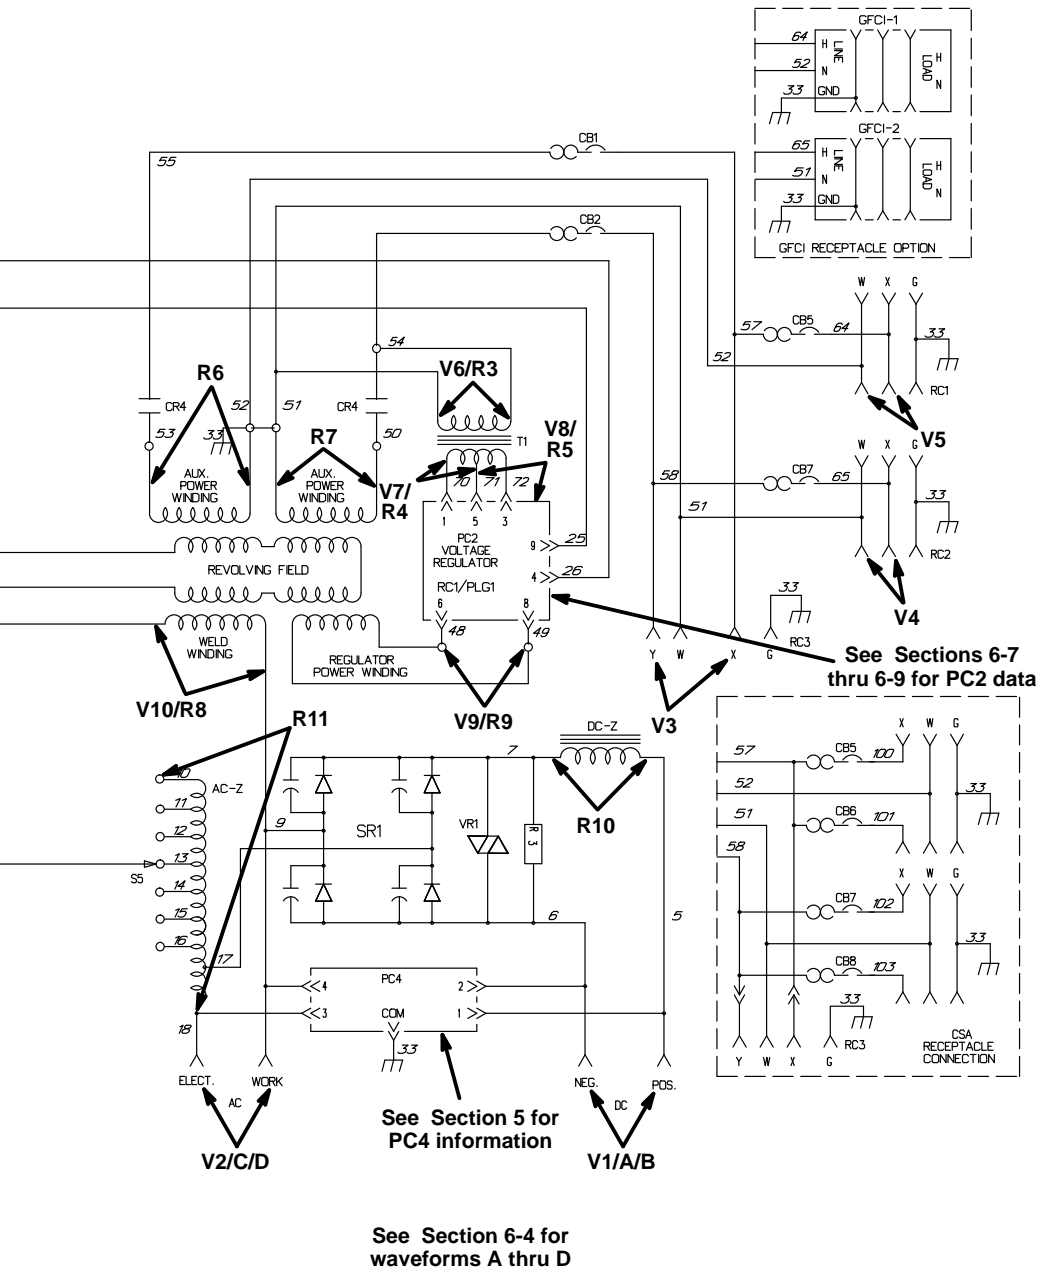 GFCI-1
64 H LINE LOAD H
52 N N
33 GND
GFCI-2
65 H LINE LOAD H
51 N N
33 GND
GFCI RECEPTACLE OPTION
55
CB1
CB2
W X G
57 CB5 64 33
52
RC1
V5
54
R6
V6/R3
CR4 52 51 CR4
53 33 R7 50
T1
V8/
R5
AUX.
POWER
WINDING
AUX.
POWER
WINDING
V7/
R4
70 71 72
1 5 3
PC2
VOLTAGE
REGULATOR
RC1/PLG1
9 25
4 26
6 8
48 49
W X G
58 CB7 65 33
51
RC2
V4
REVOLVING FIELD
WELD
WINDING
REGULATOR
POWER WINDING
V10/R8
V9/R9
33
RC3
Y W X G
V3
See Sections 6-7
thru 6-9 for PC2 data
R11
DC-Z
7
R10
10 AC-Z
11
12
13
S5
14
15
16
17
18
9
SR1
VR1
R3
6
5
PC4
4 2
3 COM 1
33
ELECT. WORK
AC
V2/C/D
NEG. POS.
DC
V1/A/B
See Section 5 for
PC4 information
X W G
57 CB5 100
52 33
51 CB6 101
58
X W G
CB7 102
33
CB8 103
33
RC3
Y W X G
CSA
RECEPTACLE
CONNECTION
See Section 6-4 for
waveforms A thru D